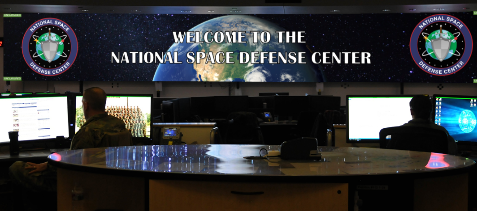 WELCOME TO THE
NATIONAL SPACE DEFENSE CENTER
NATIONAL SPACE
DEFENSE CENTER
NATIONAL SPACE
DEFENSE CENTER